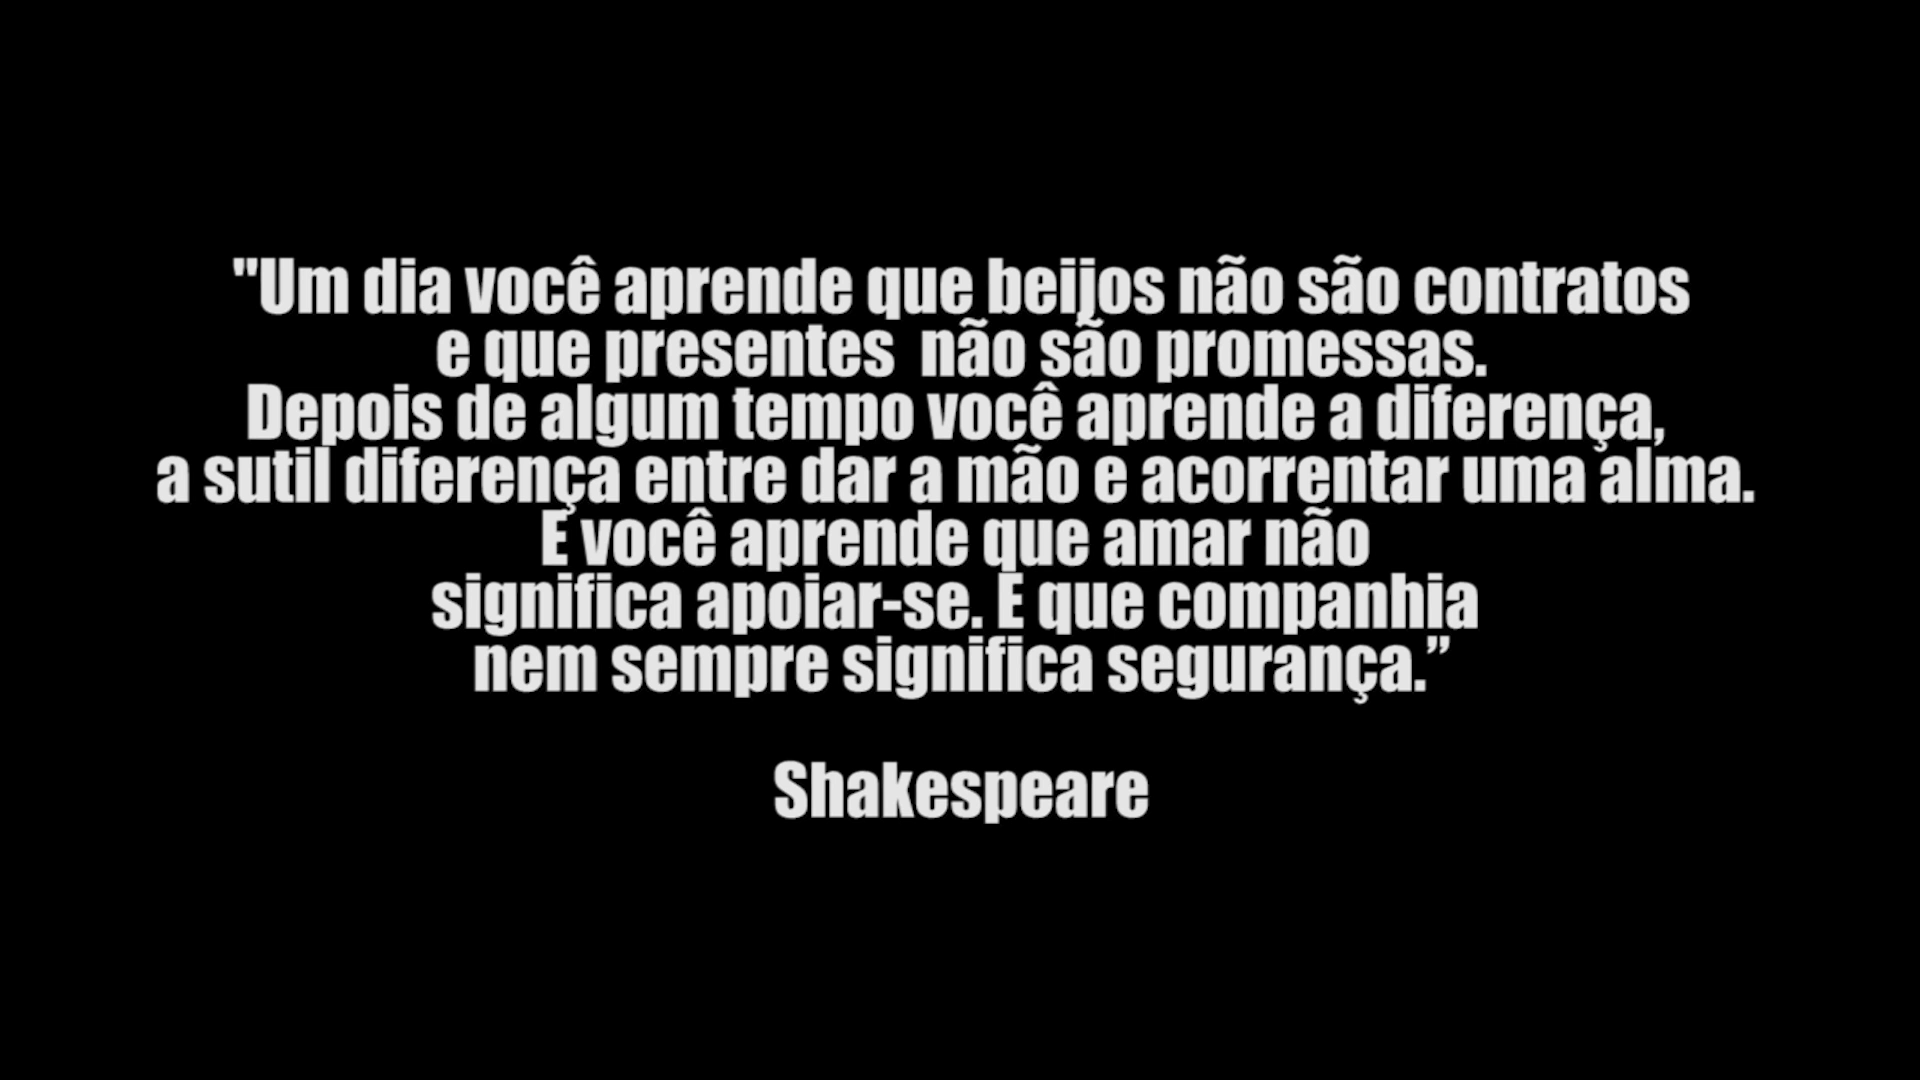 "Um dia você aprende que beijos não são contratos
e que presentes  não são promessas.
Depois de algum tempo você aprende a diferença,
a sutil diferença entre dar a mão e acorrentar uma alma.
E você aprende que amar não
significa apoiar-se. E que companhia
nem sempre significa segurança.”
Shakespeare